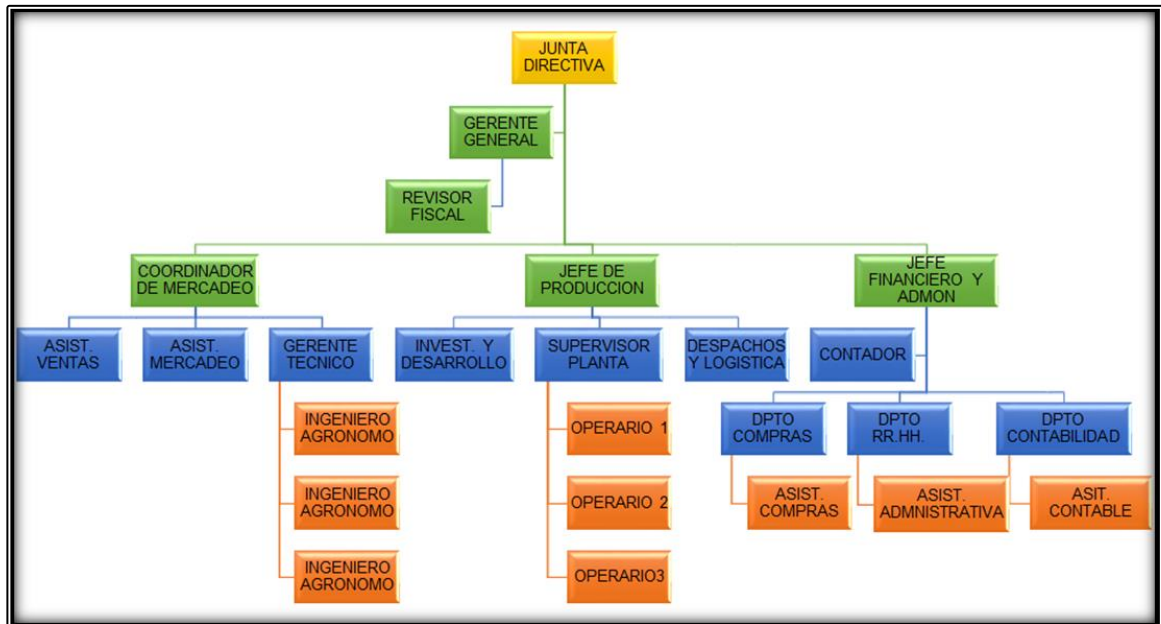 JUNTA
DIRECTIVA
GERENTE
GENERAL
REVISOR
FISCAL
COORDINADOR
DE MERCADEO
JEFE DE
PRODUCCION
JEFE
FINANCIERO Y
ADMON
ASIST.
VENTAS
ASIST.
MERCADEO
GERENTE
TECNICO
INVEST. Y
DESARROLLO
SUPERVISOR
PLANTA
DESPACHOS
Y LOGISTICA
CONTADOR
INGENIERO
AGRONOMO
OPERARIO 1
DPTO
COMPRAS
DPTO
RR.HH.
DPTO
CONTABILIDAD
INGENIERO
AGRONOMO
OPERARIO 2
ASIST.
COMPRAS
ASIST.
ADMNISTRATIVA
ASIT.
CONTABLE
INGENIERO
AGRONOMO
OPERARIO3